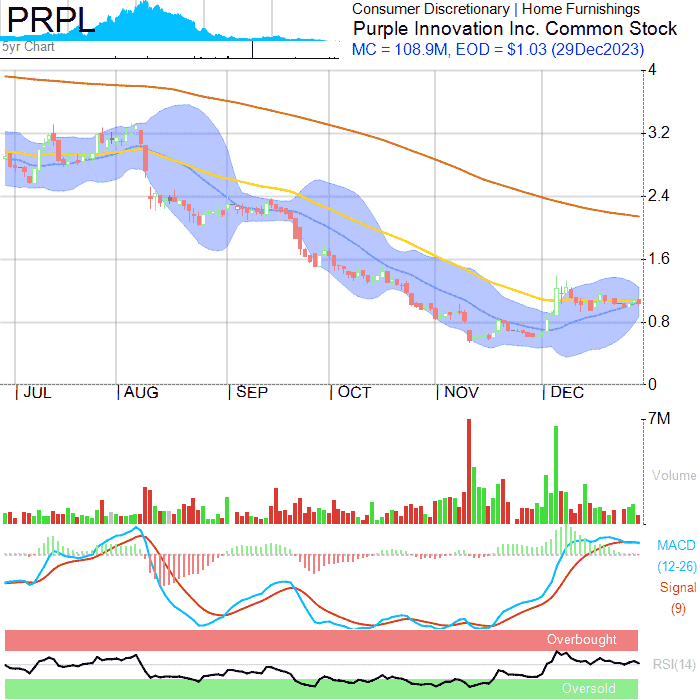 PRPL
5yr Chart
Consumer Discretionary | Home Furnishings
Purple Innovation Inc. Common Stock
MC = 108.9M, EOD = $1.03 (29Dec2023)
4
3.2
2.4
1.6
0.8
0
JUL AUG SEP OCT NOV DEC
7M
Volume
MACD
(12-26)
Signal
(9)
Overbought
RSI(14)
Oversold